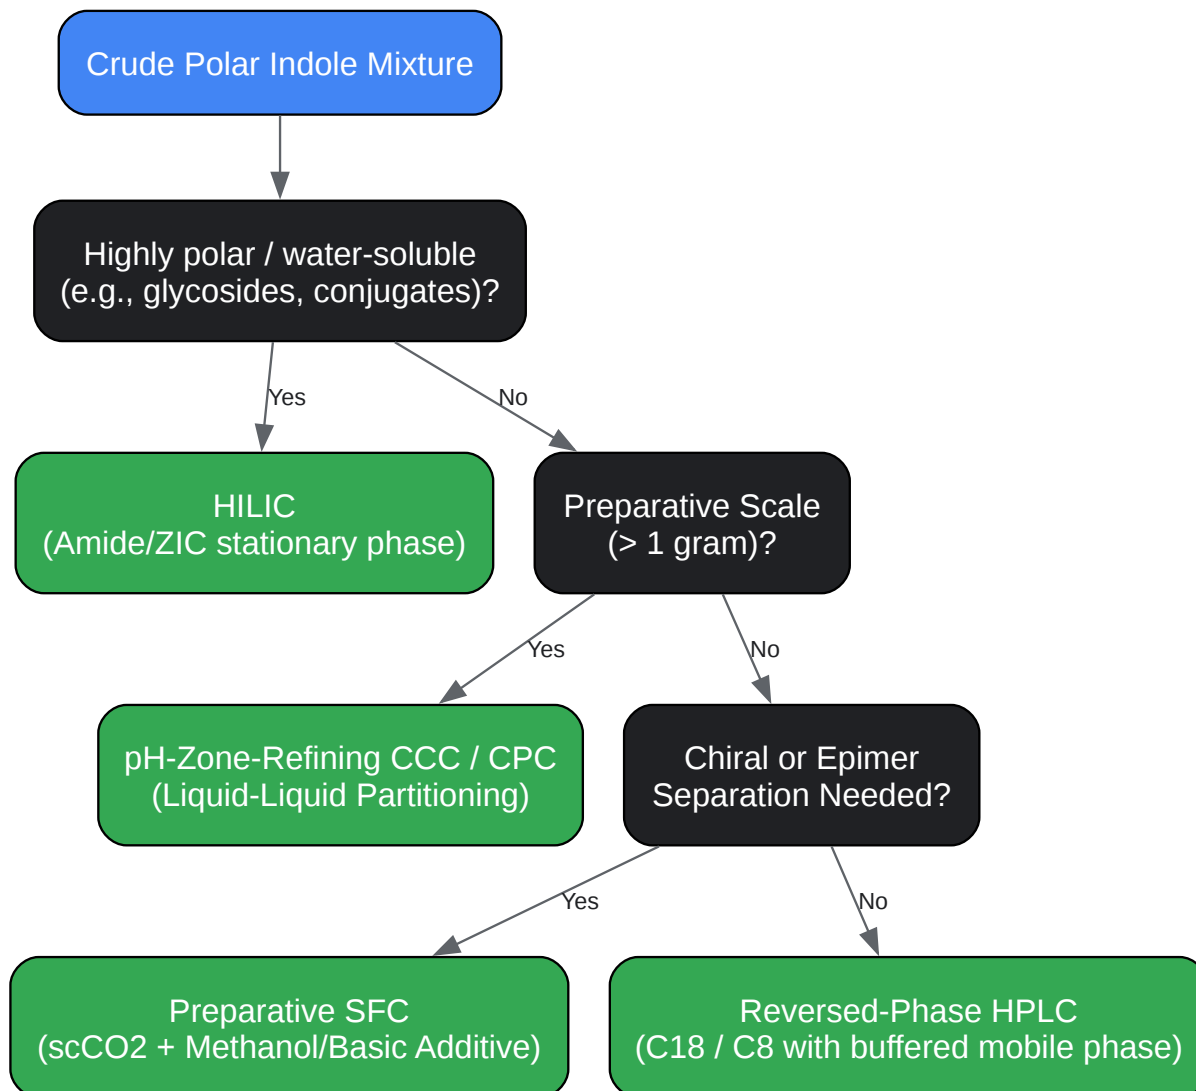 Crude Polar Indole Mixture
Highly polar / water-soluble
(e.g., glycosides, conjugates)?
Yes
No
HILIC
(Amide/ZIC stationary phase)
Preparative Scale
(> 1 gram)?
Yes
No
pH-Zone-Refining CCC / CPC
(Liquid-Liquid Partitioning)
Chiral or Epimer
Separation Needed?
Yes
No
Preparative SFC
(scCO2 + Methanol/Basic Additive)
Reversed-Phase HPLC
(C18 / C8 with buffered mobile phase)